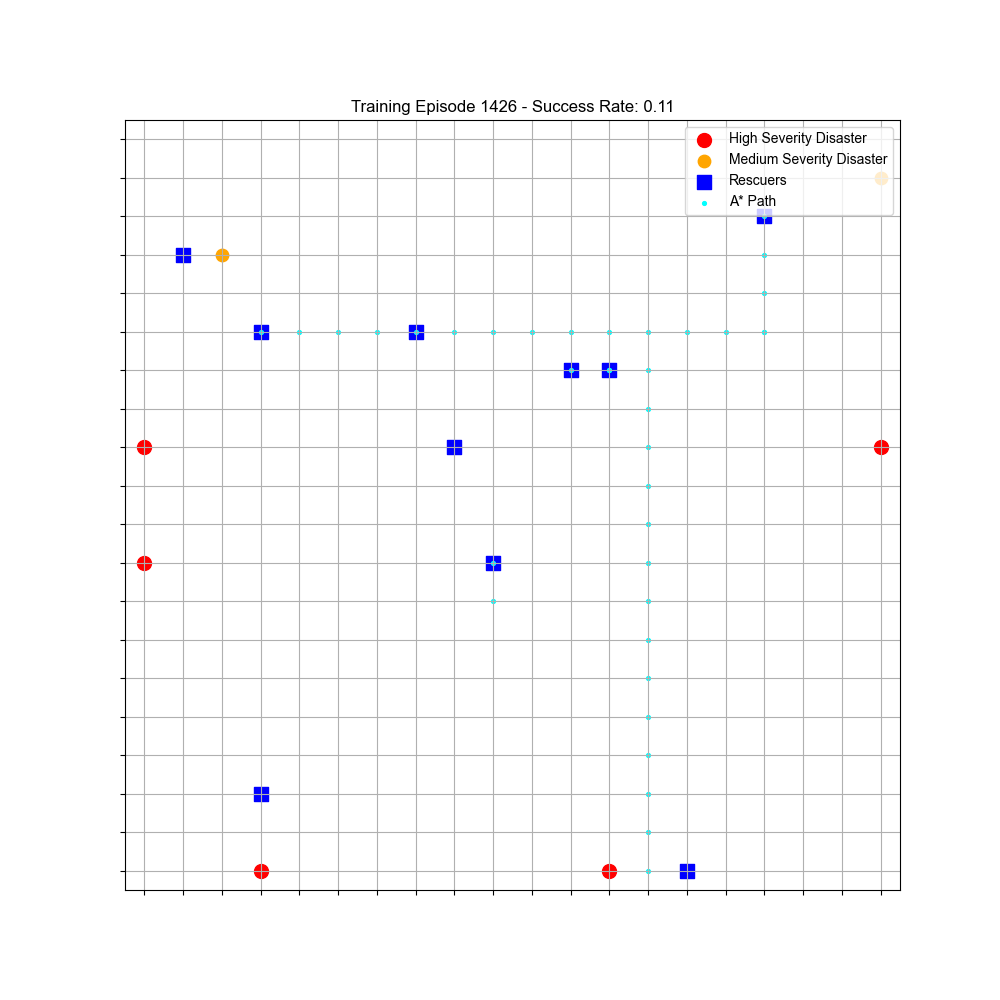 Training Episode 1426 - Success Rate: 0.11
High Severity Disaster
Medium Severity Disaster
Rescuers
A* Path